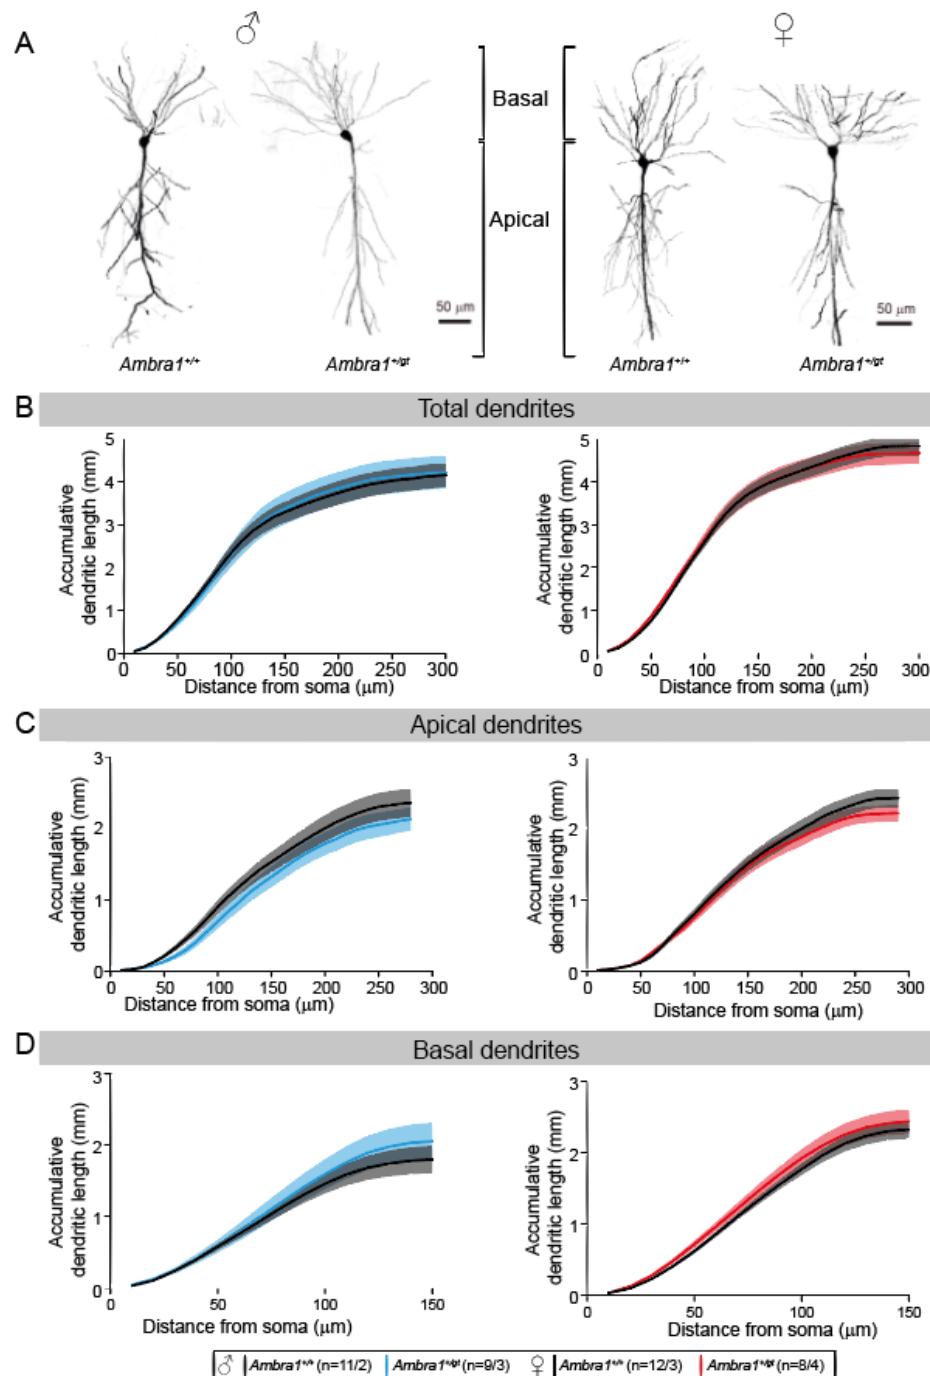 A ♂ ♀
Basal
Apical
50 μm 50 μm
Ambra1+/+ Ambra1+/gt Ambra1+/+ Ambra1+/gt
B Total dendrites
Accumulative
dendritic length (mm)
5
4
3
2
1
0
0 50 100 150 200 250 300
Distance from soma (μm)
Accumulative
dendritic length (mm)
5
4
3
2
1
0
0 50 100 150 200 250 300
Distance from soma (μm)
C Apical dendrites
Accumulative
dendritic length (mm)
3
2
1
0
0 50 100 150 200 250 300
Distance from soma (μm)
Accumulative
dendritic length (mm)
3
2
1
0
0 50 100 150 200 250 300
Distance from soma (μm)
D Basal dendrites
Accumulative
dendritic length (mm)
3
2
1
0
50 100 150
Distance from soma (μm)
Accumulative
dendritic length (mm)
3
2
1
0
0 50 100 150
Distance from soma (μm)
♂ Ambra1+/+ (n=11/2) Ambra1+/gt (n=9/3) ♀ Ambra1+/+ (n=12/3) Ambra1+/gt (n=8/4)